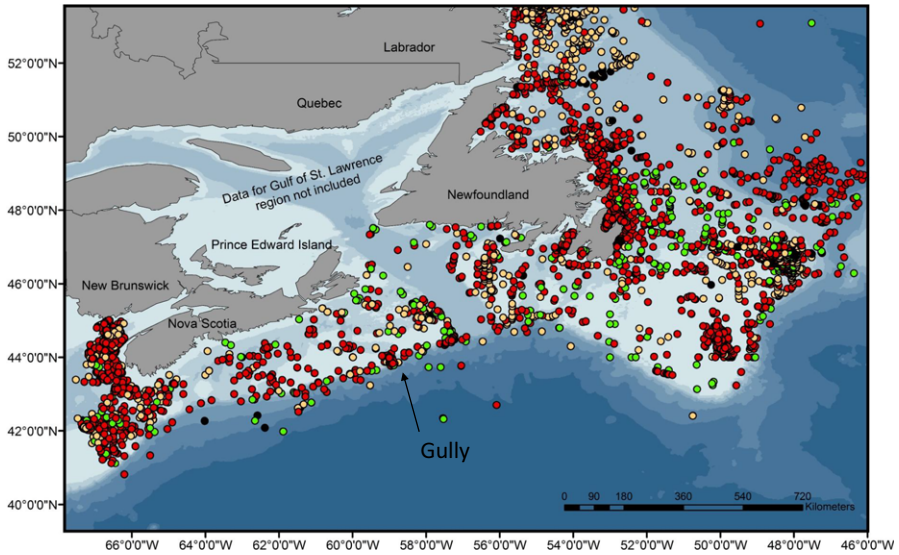 Labrador
52°0'0"N
Quebec
50°0'0"N
Data for Gulf of St. Lawrence
region not included
Newfoundland
48°0'0"N
Prince Edward Island
46°0'0"N
New Brunswick
Nova Scotia
44°0'0"N
42°0'0"N
Gully
40°0'0"N
0 90 180 360 540 720
Kilometers
66°0'0"W 64°0'0"W 62°0'0"W 60°0'0"W 58°0'0"W 56°0'0"W 54°0'0"W 52°0'0"W 50°0'0"W 48°0'0"W 46°0'0"W